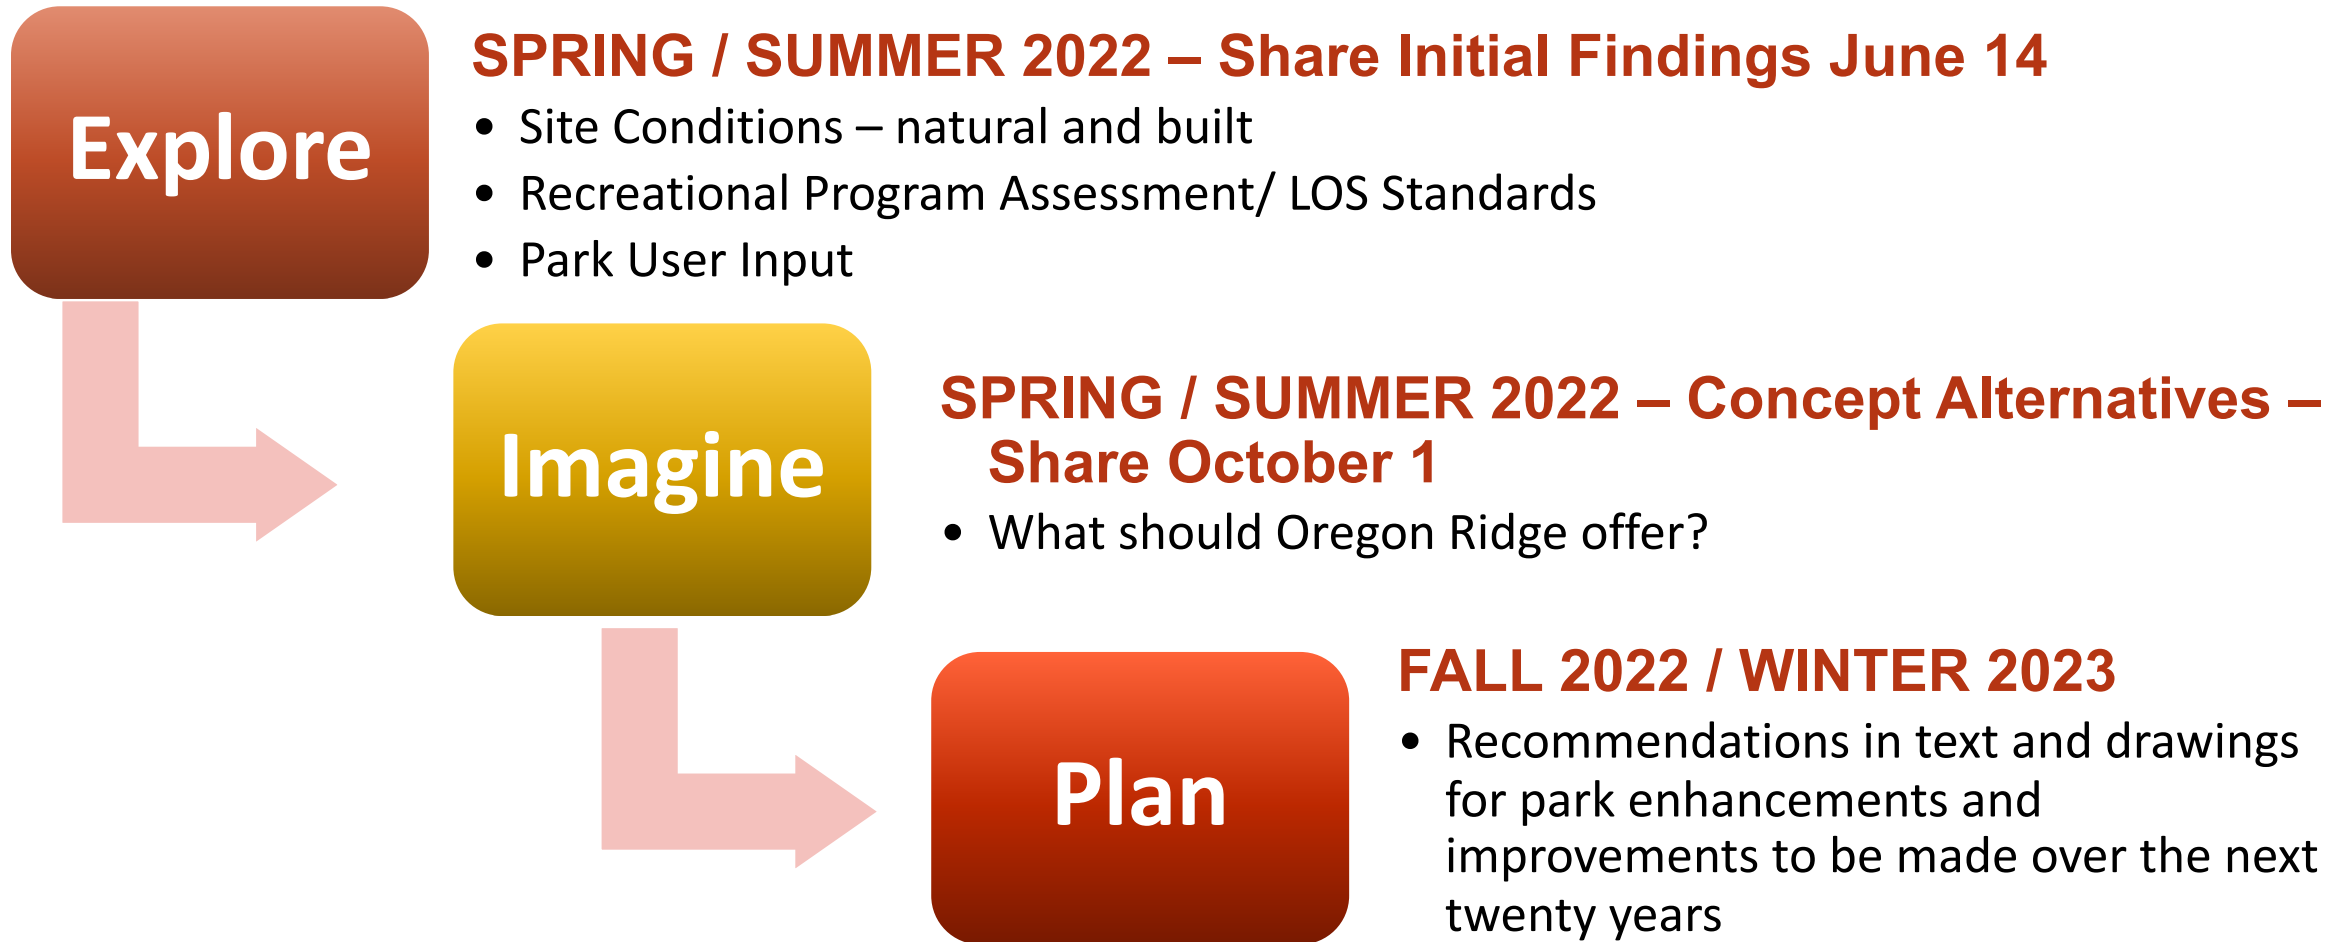 Explore
SPRING / SUMMER 2022 – Share Initial Findings June 14
• Site Conditions – natural and built
• Recreational Program Assessment/ LOS Standards
• Park User Input
Imagine
SPRING / SUMMER 2022 – Concept Alternatives –
Share October 1
• What should Oregon Ridge offer?
Plan
FALL 2022 / WINTER 2023
• Recommendations in text and drawings
for park enhancements and
improvements to be made over the next
twenty years